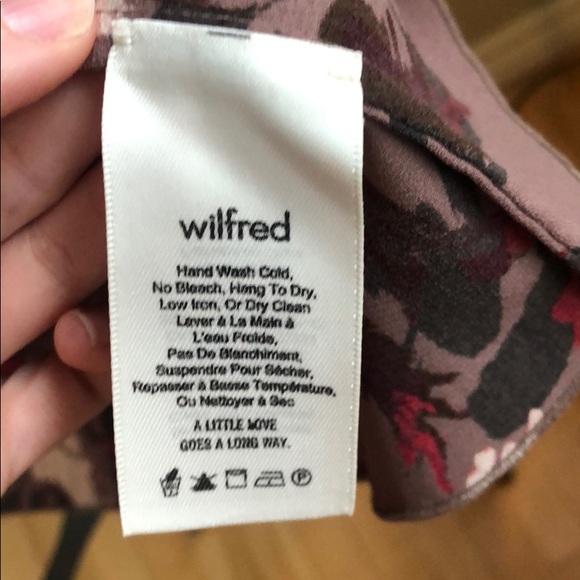 wilfred
Hand Wash Cold,
No Bleach, Hang To Dry,
Low Iron, Or Dry Clean
Laver à La Main à
L'eau Froide,
Pas De Blanchiment,
Suspendre Pour Sécher,
Repasser à Basse Température,
Ou Nettoyer à Sec
A LITTLE LOVE
GOES A LONG WAY.
P